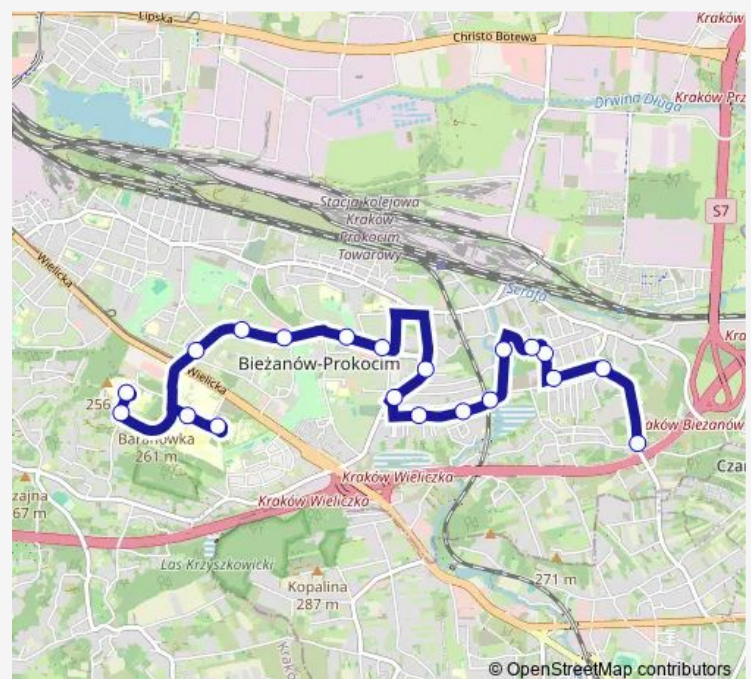 Lipska
Christo Botewa
Kraków
Kraków Prz
Drwina Długa
S7
Stacja kolejowa
Kraków
Prokocim
Towarowy
Wielicka
Serafa
Kra
Bieżanów-Prokocim
Wielicka
256
Baranówka
261 m
aków Bieżanów
Czar
Kraków Wieliczka
Kraków Wieliczka
zajna
67 m
Las Krzyszkowicki
Kopalina
287 m
271 m
Kraków
© OpenStreetMap contributors